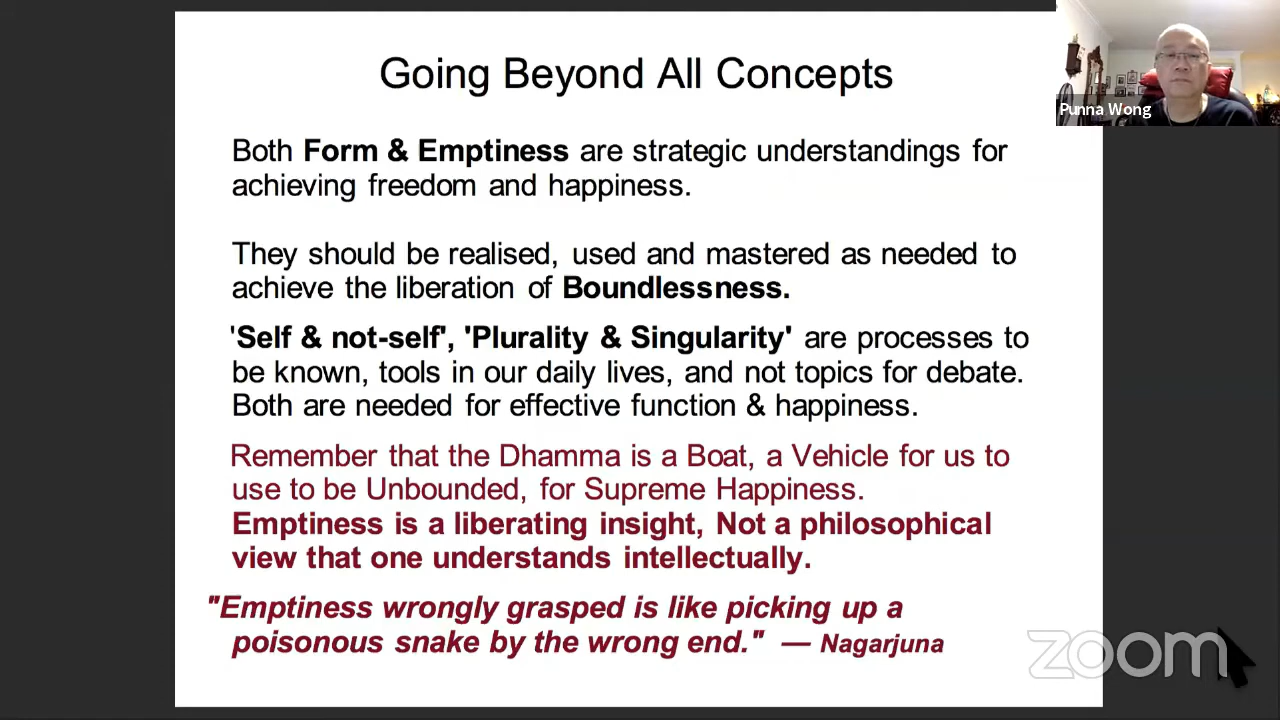 Going Beyond All Concepts
Punna Wong
Both Form & Emptiness are strategic understandings for
achieving freedom and happiness.
They should be realised, used and mastered as needed to
achieve the liberation of Boundlessness.
'Self & not-self', 'Plurality & Singularity' are processes to
be known, tools in our daily lives, and not topics for debate.
Both are needed for effective function & happiness.
Remember that the Dhamma is a Boat, a Vehicle for us to
use to be Unbounded, for Supreme Happiness.
Emptiness is a liberating insight, Not a philosophical
view that one understands intellectually.
"Emptiness wrongly grasped is like picking up a
poisonous snake by the wrong end." — Nagarjuna
zoom